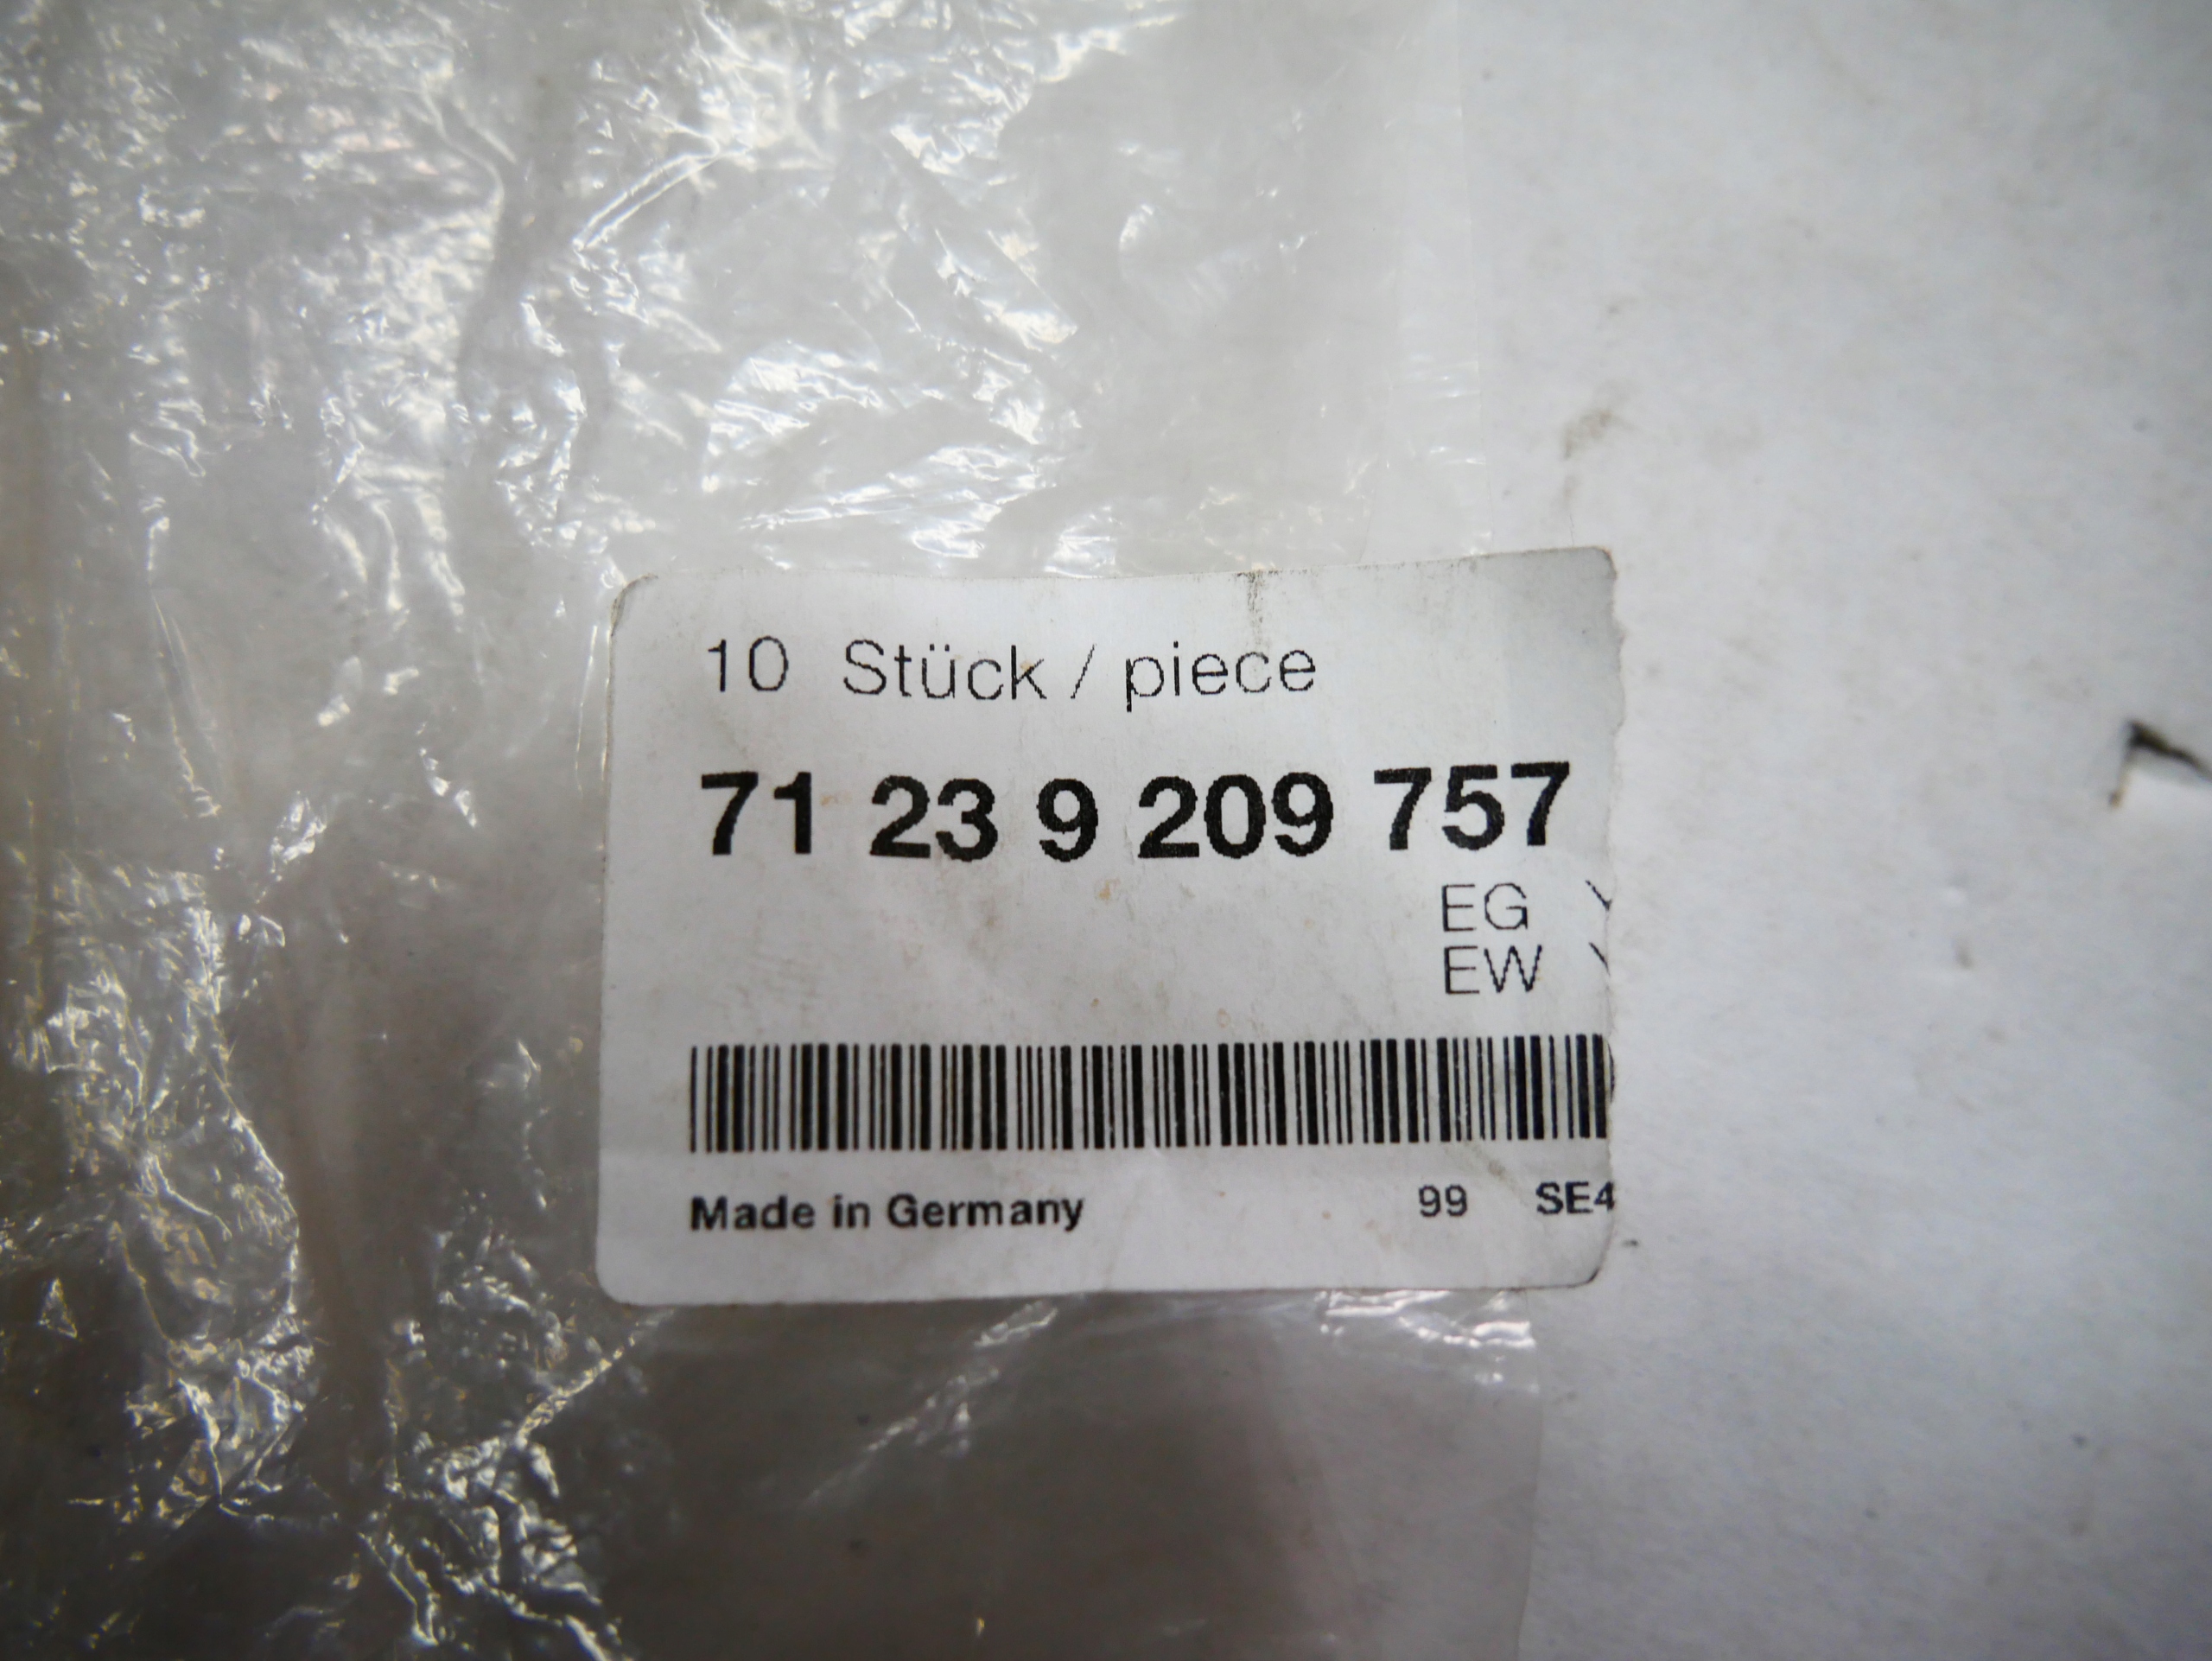 10 Stück / piece
71 23 9 209 757
EG
EW
Made in Germany 99 SE4